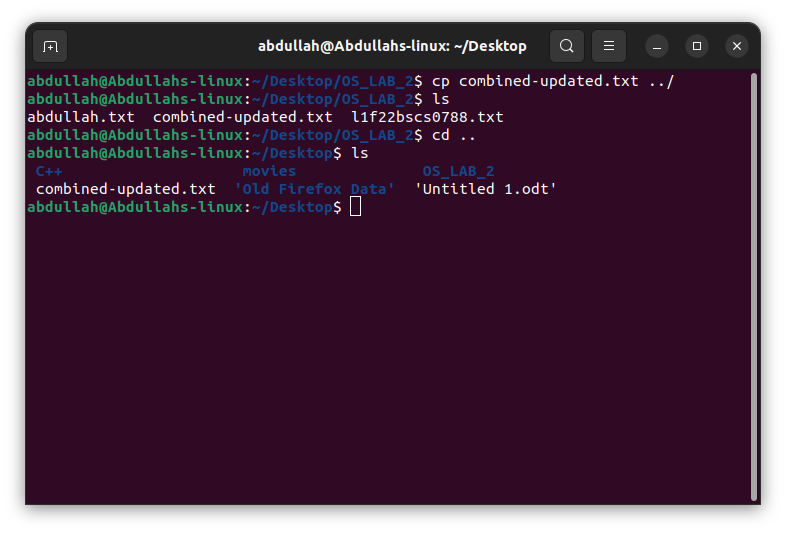 abdullah@Abdullahs-linux: ~/Desktop
abdullah@Abdullahs-linux:~/Desktop/OS_LAB_2$ cp combined-updated.txt ../
abdullah@Abdullahs-linux:~/Desktop/OS_LAB_2$ ls
abdullah.txt  combined-updated.txt  l1f22bscs0788.txt
abdullah@Abdullahs-linux:~/Desktop/OS_LAB_2$ cd ..
abdullah@Abdullahs-linux:~/Desktop$ ls
 C++                    movies              OS_LAB_2
 combined-updated.txt  'Old Firefox Data'  'Untitled 1.odt'
abdullah@Abdullahs-linux:~/Desktop$